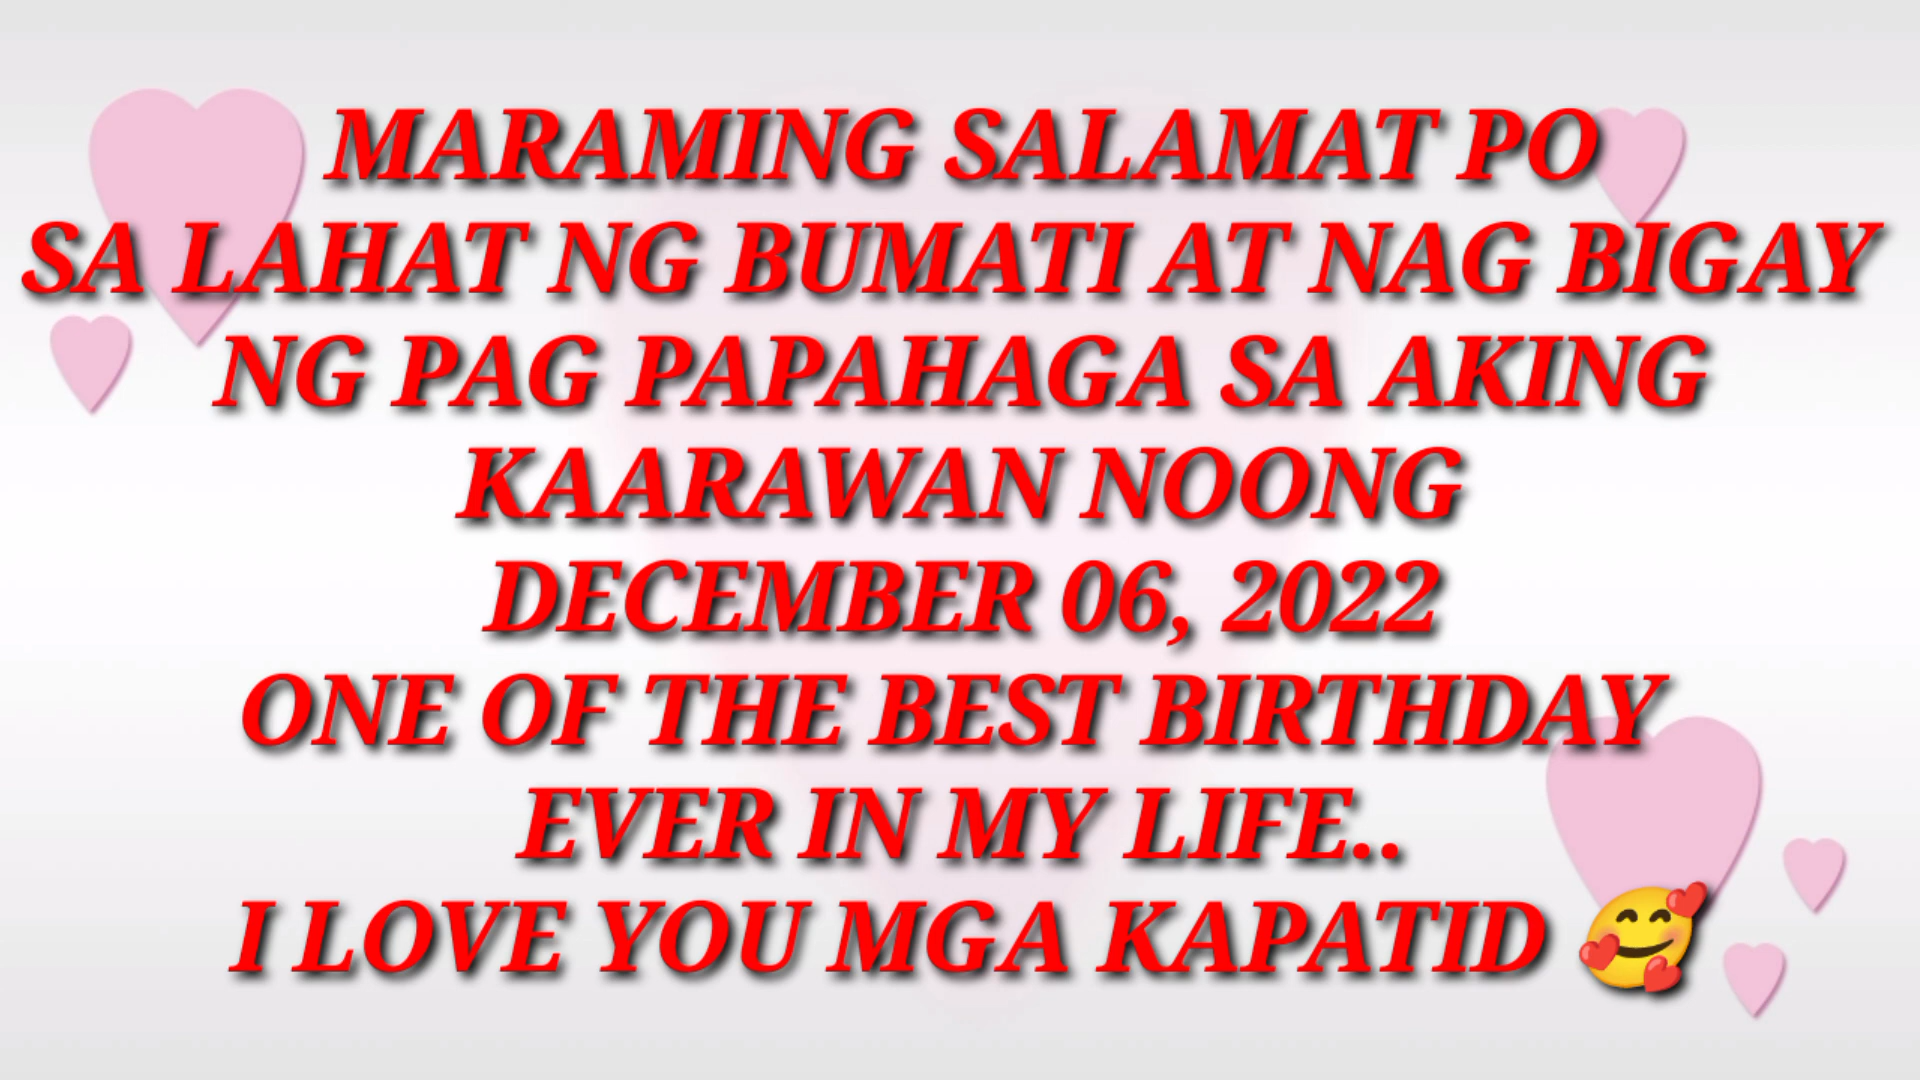 MARAMING SALAMAT PO
SA LAHAT NG BUMATI AT NAG BIGAY
NG PAG PAPAHAGA SA AKING
KAARAWAN NOONG
DECEMBER 06, 2022
ONE OF THE BEST BIRTHDAY
EVER IN MY LIFE..
I LOVE YOU MGA KAPATID 🥰